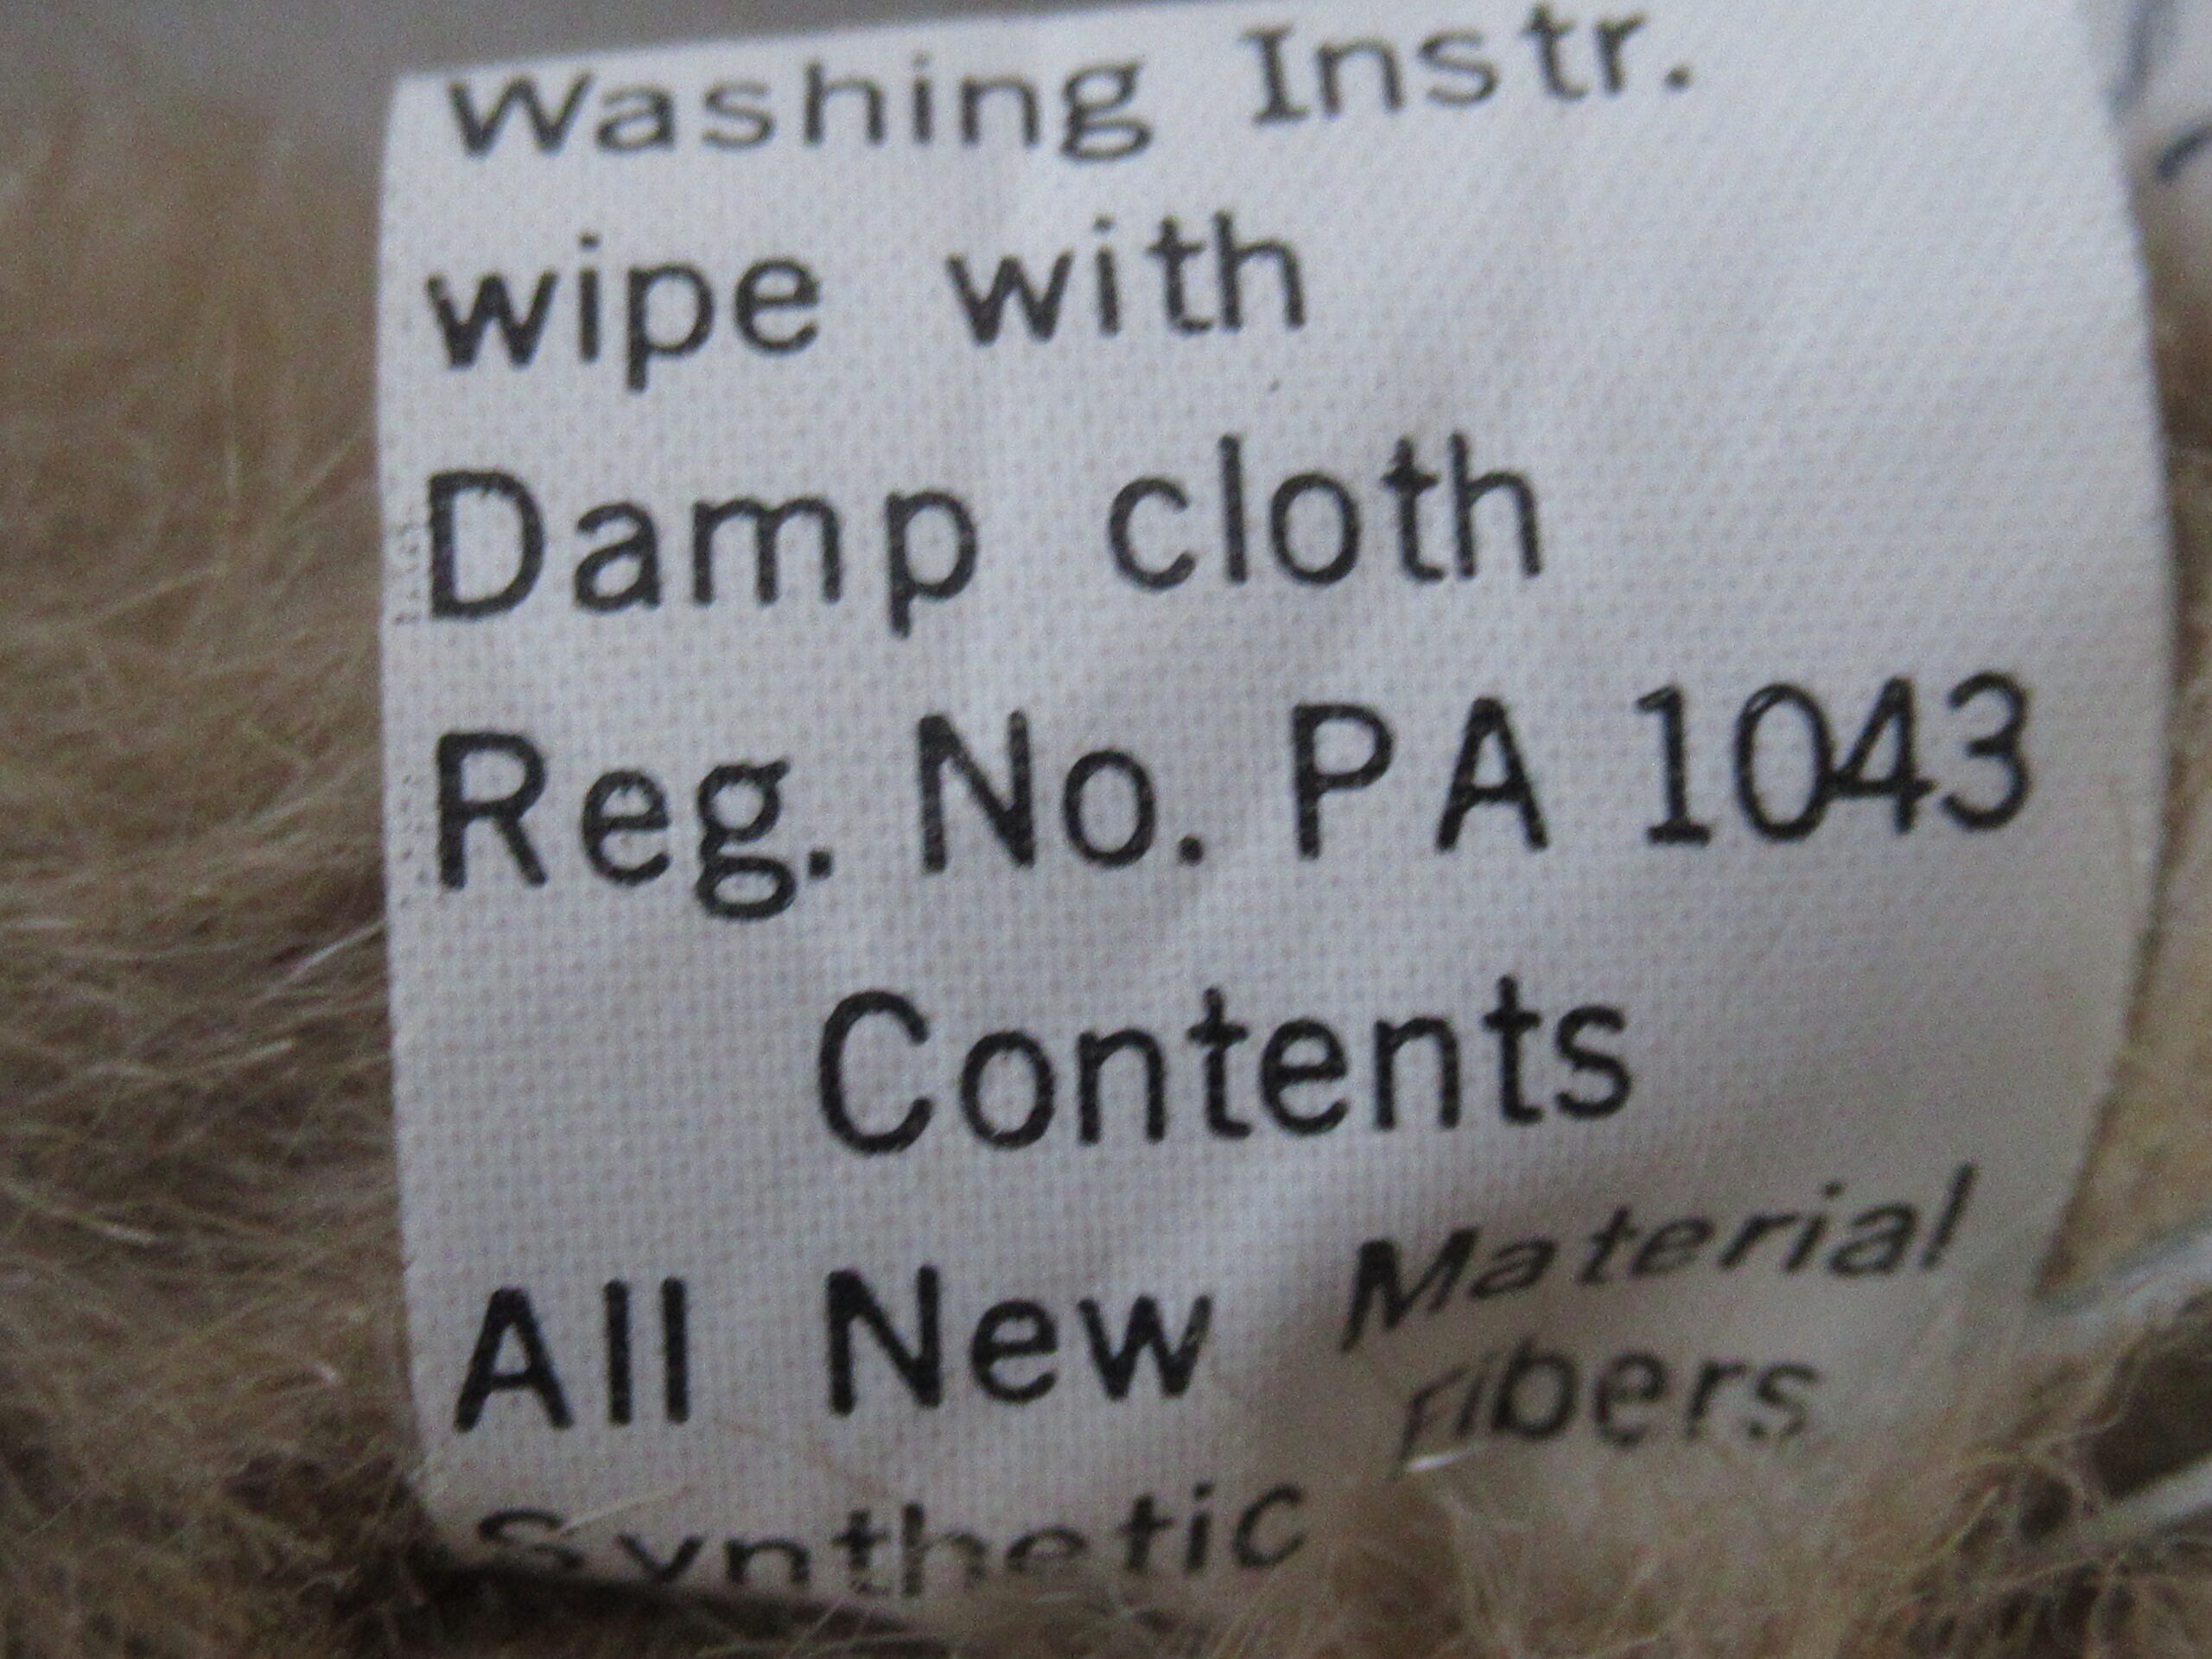 Washing Instr.
wipe with
Damp cloth
Reg. No. PA 1043
Contents
All New Material
Synthetic Fibers